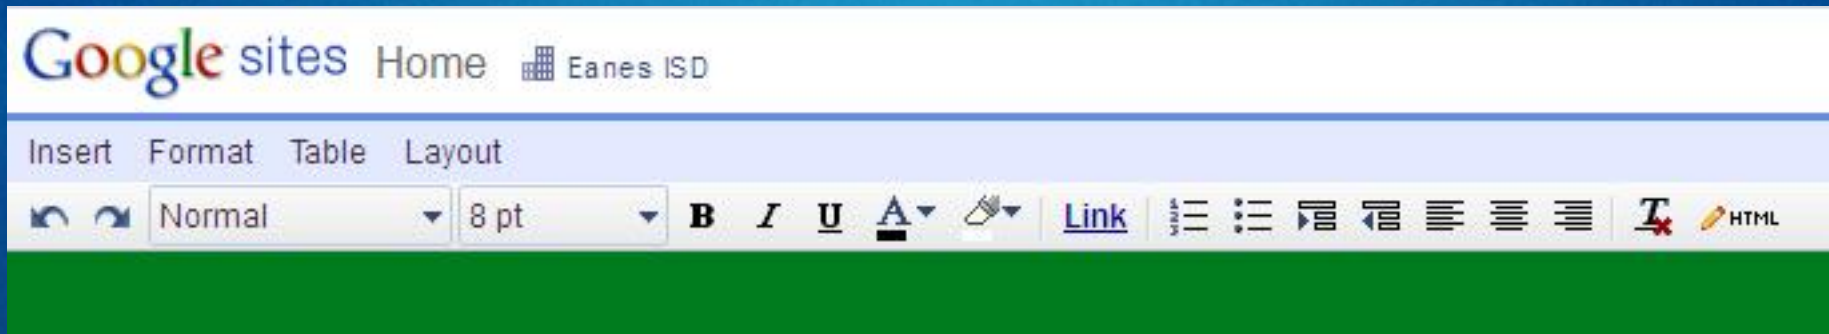 Google sites Home Eanes ISD
Insert Format Table Layout
Normal 8 pt B I U A Link T HTML